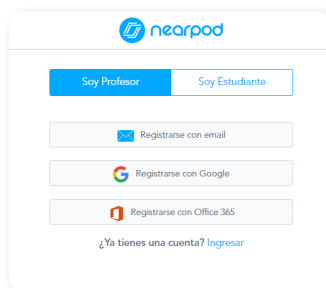 nearpod
Soy Profesor
Soy Estudiante
Registrarse con email
Registrarse con Google
Registrarse con Office 365
¿Ya tienes una cuenta? Ingresar